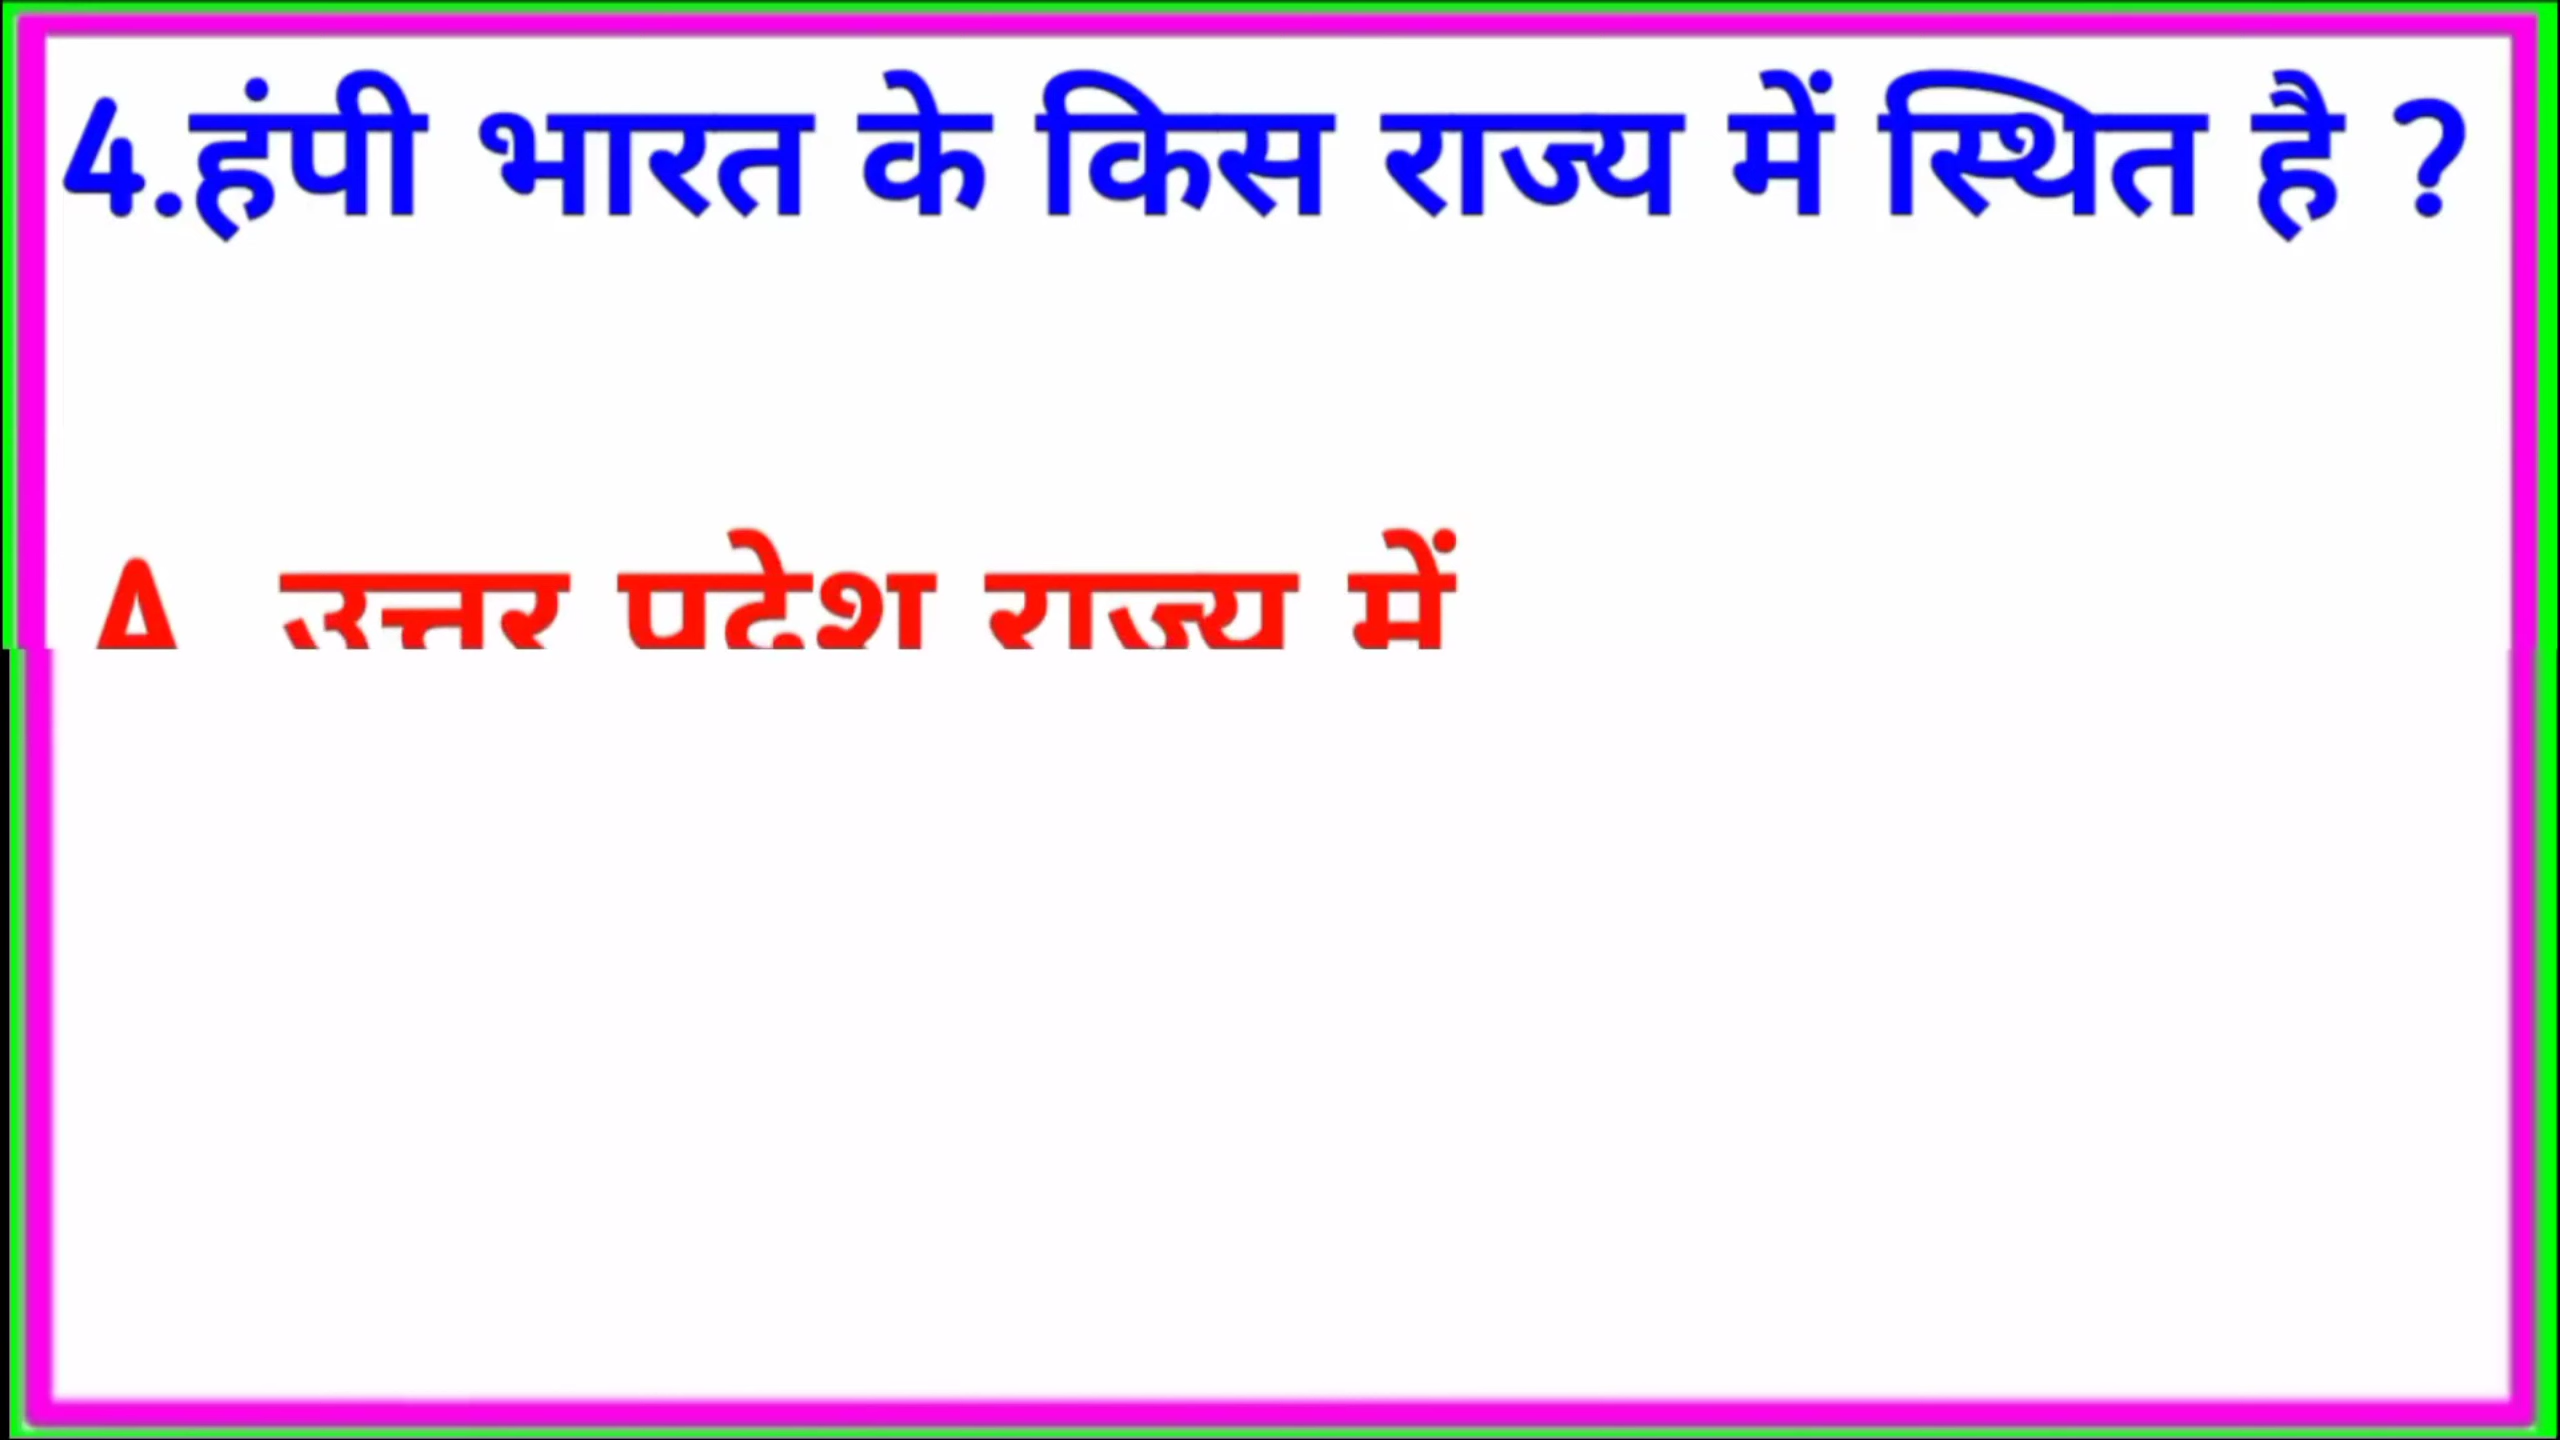 4.हंपी भारत के किस राज्य में स्थित है ?
A उत्तर प्रदेश राज्य में